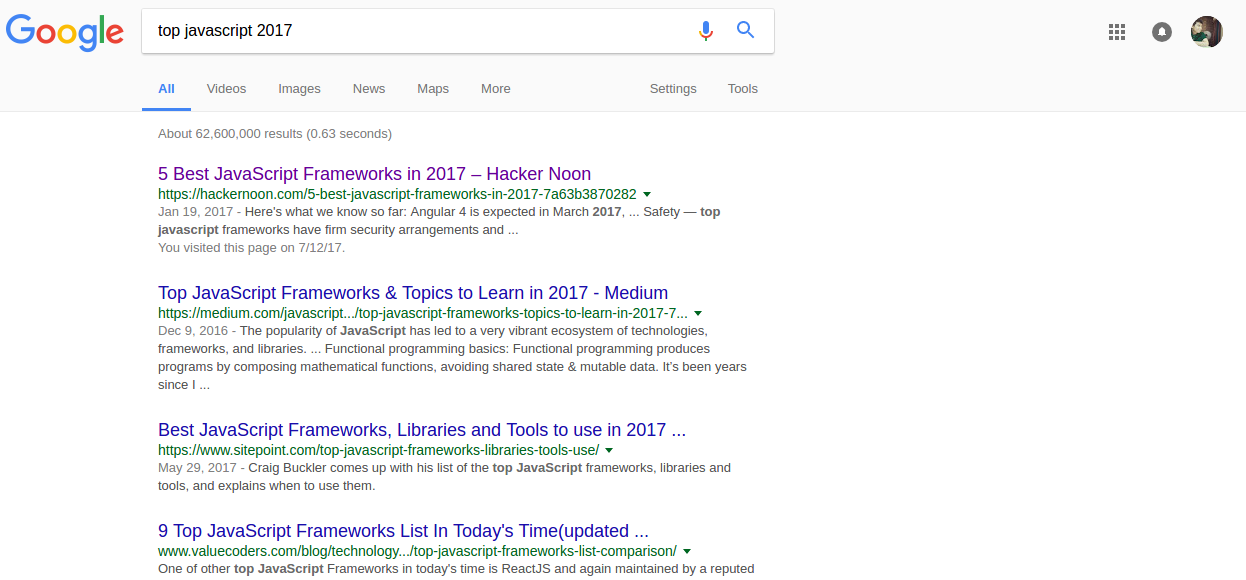 Google
top javascript 2017
All Videos Images News Maps More Settings Tools
About 62,600,000 results (0.63 seconds)
5 Best JavaScript Frameworks in 2017 – Hacker Noon
https://hackernoon.com/5-best-javascript-frameworks-in-2017-7a63b3870282
Jan 19, 2017 - Here's what we know so far: Angular 4 is expected in March 2017, ... Safety — top
javascript frameworks have firm security arrangements and ...
You visited this page on 7/12/17.
Top JavaScript Frameworks & Topics to Learn in 2017 - Medium
https://medium.com/javascript.../top-javascript-frameworks-topics-to-learn-in-2017-7...
Dec 9, 2016 - The popularity of JavaScript has led to a very vibrant ecosystem of technologies,
frameworks, and libraries. ... Functional programming basics: Functional programming produces
programs by composing mathematical functions, avoiding shared state & mutable data. It's been years
since I ...
Best JavaScript Frameworks, Libraries and Tools to use in 2017 ...
https://www.sitepoint.com/top-javascript-frameworks-libraries-tools-use/
May 29, 2017 - Craig Buckler comes up with his list of the top JavaScript frameworks, libraries and
tools, and explains when to use them.
9 Top JavaScript Frameworks List In Today's Time(updated ...
www.valuecoders.com/blog/technology.../top-javascript-frameworks-list-comparison/
One of other top JavaScript Frameworks in today's time is ReactJS and again maintained by a reputed